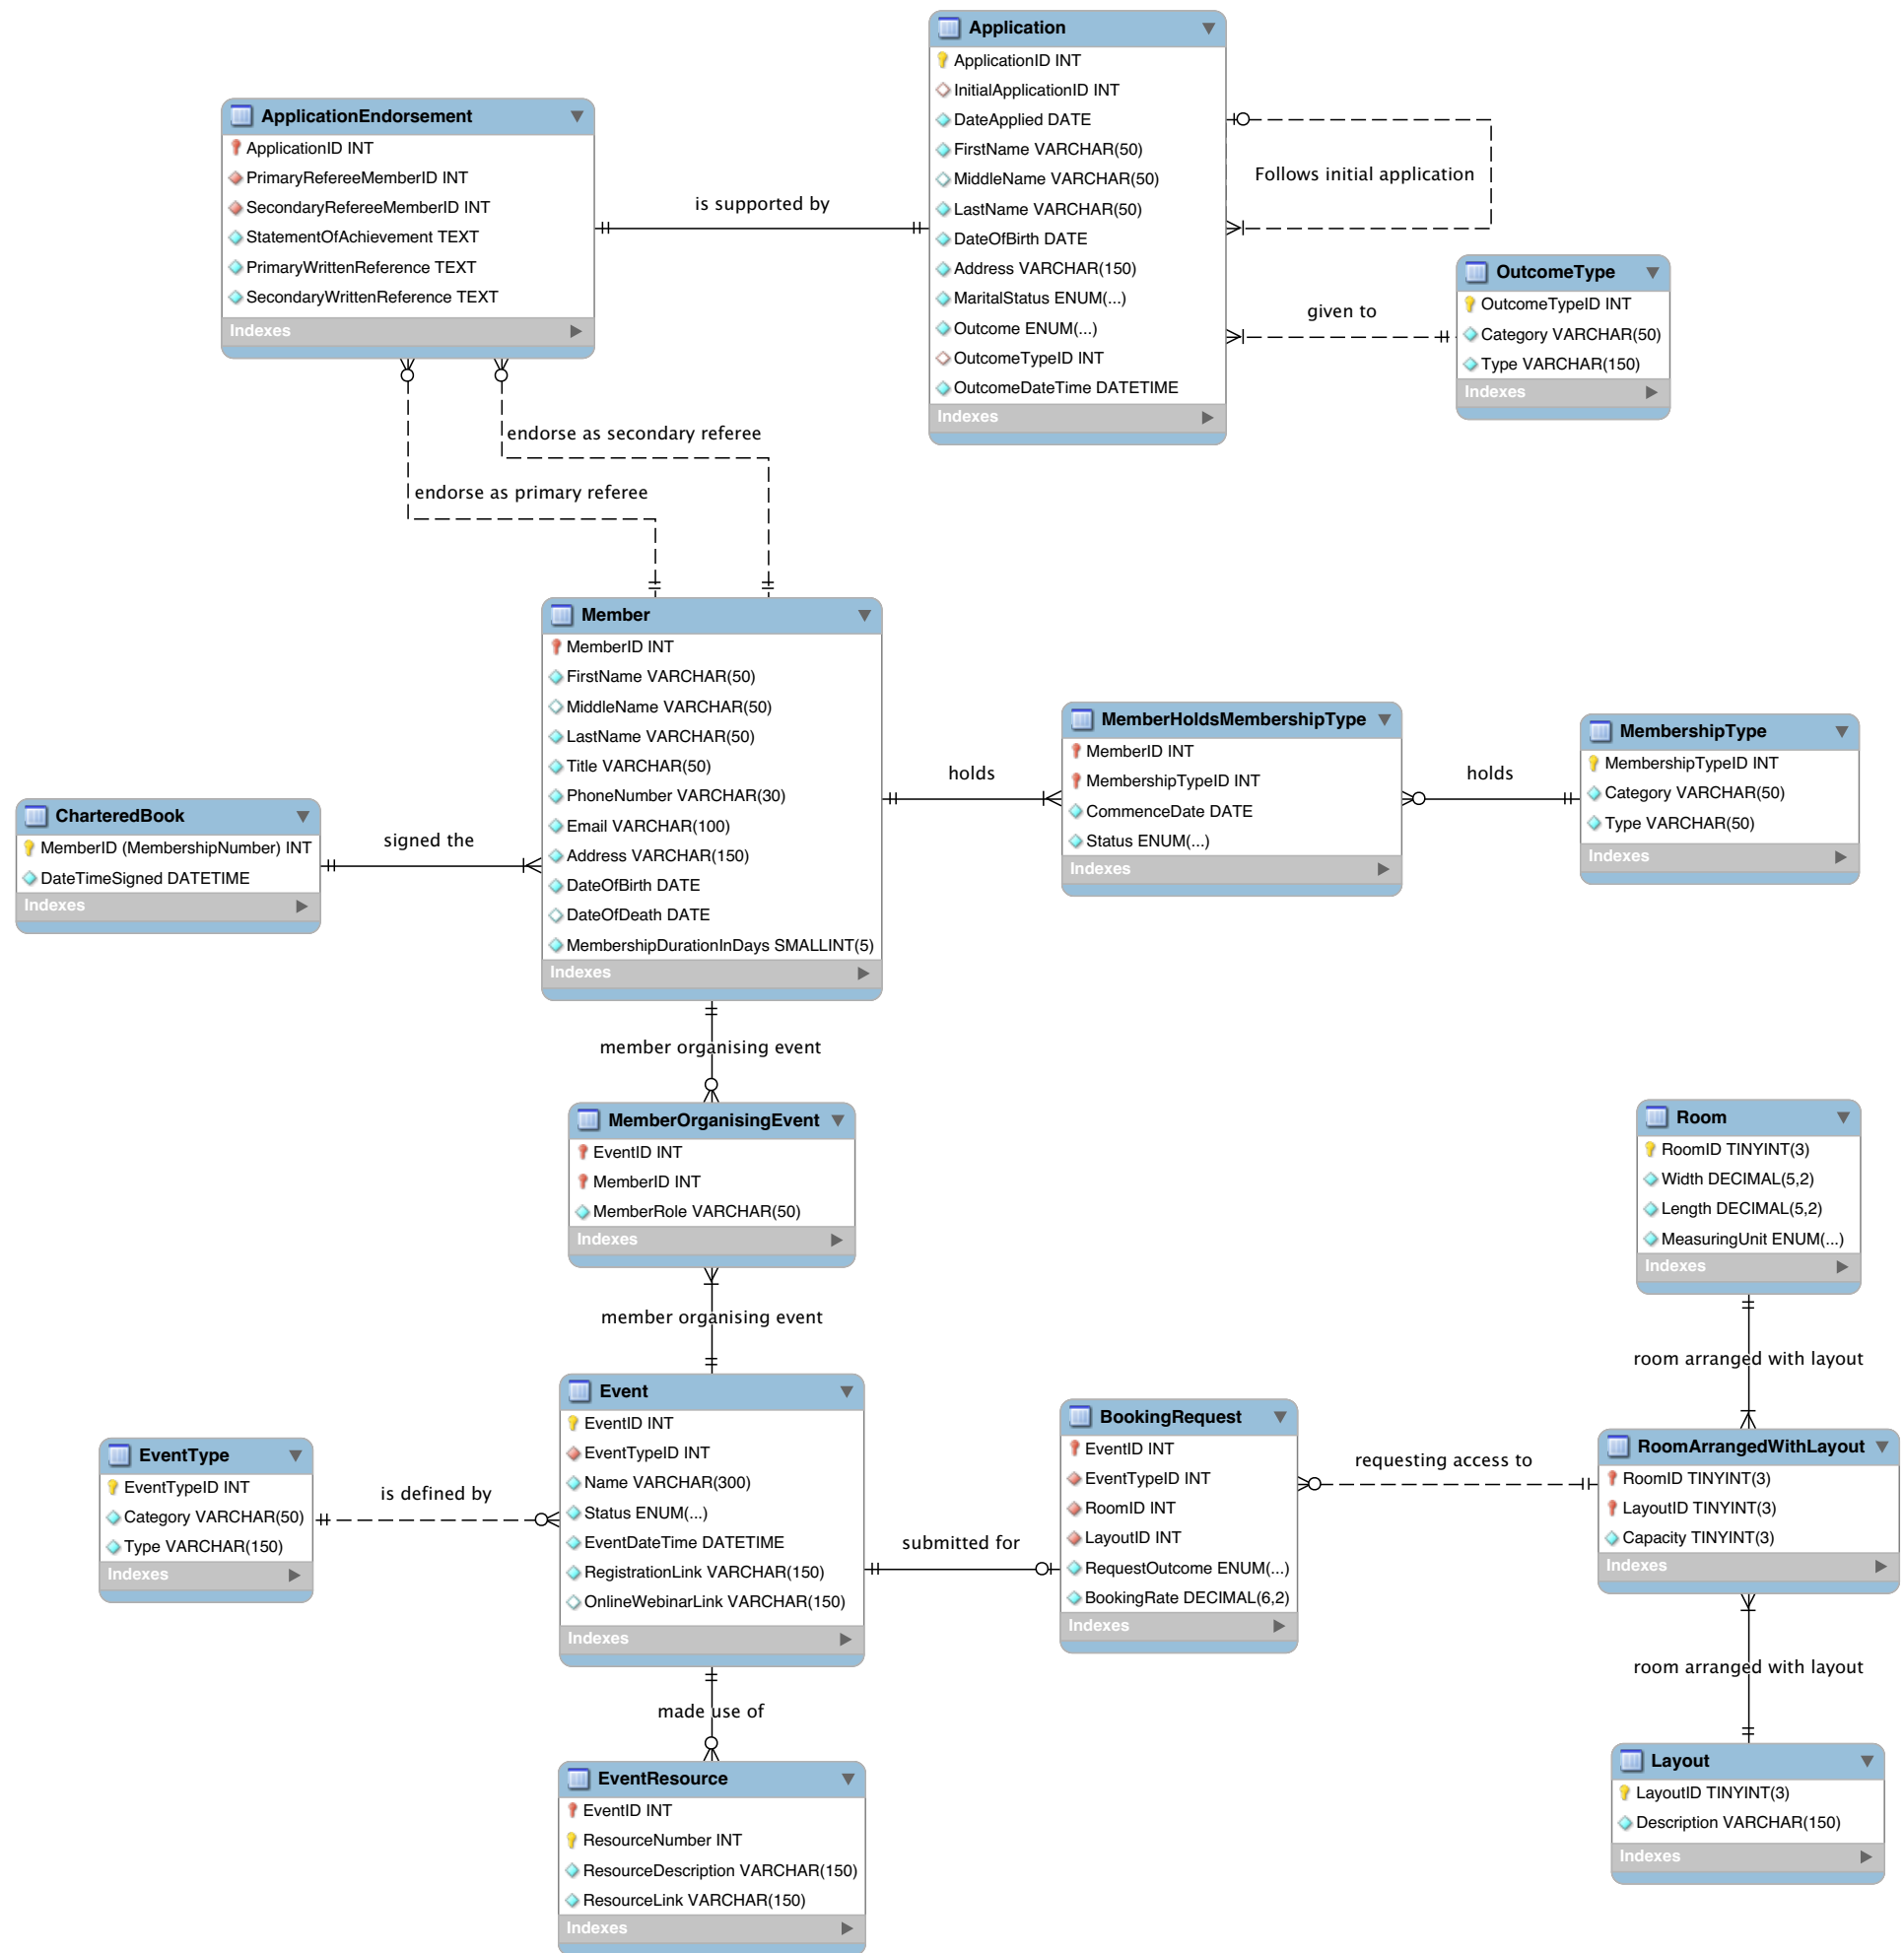 Application
ApplicationID INT
InitialApplicationID INT
DateApplied DATE
FirstName VARCHAR(50)
MiddleName VARCHAR(50)
LastName VARCHAR(50)
DateOfBirth DATE
Address VARCHAR(150)
MaritalStatus ENUM(...)
Outcome ENUM(...)
OutcomeTypeID INT
OutcomeDateTime DATETIME
Indexes
Follows initial application
ApplicationEndorsement
ApplicationID INT
PrimaryRefereeMemberID INT
SecondaryRefereeMemberID INT
StatementOfAchievement TEXT
PrimaryWrittenReference TEXT
SecondaryWrittenReference TEXT
Indexes
is supported by
OutcomeType
OutcomeTypeID INT
Category VARCHAR(50)
Type VARCHAR(150)
Indexes
given to
endorse as secondary referee
endorse as primary referee
Member
MemberID INT
FirstName VARCHAR(50)
MiddleName VARCHAR(50)
LastName VARCHAR(50)
Title VARCHAR(50)
PhoneNumber VARCHAR(30)
Email VARCHAR(100)
Address VARCHAR(150)
DateOfBirth DATE
DateOfDeath DATE
MembershipDurationInDays SMALLINT(5)
Indexes
holds
MemberHoldsMembershipType
MemberID INT
MembershipTypeID INT
CommenceDate DATE
Status ENUM(...)
Indexes
holds
MembershipType
MembershipTypeID INT
Category VARCHAR(50)
Type VARCHAR(50)
Indexes
CharteredBook
MemberID (MembershipNumber) INT
DateTimeSigned DATETIME
Indexes
signed the
member organising event
MemberOrganisingEvent
EventID INT
MemberID INT
MemberRole VARCHAR(50)
Indexes
member organising event
Room
RoomID TINYINT(3)
Width DECIMAL(5,2)
Length DECIMAL(5,2)
MeasuringUnit ENUM(...)
Indexes
room arranged with layout
Event
EventID INT
EventTypeID INT
Name VARCHAR(300)
Status ENUM(...)
EventDateTime DATETIME
RegistrationLink VARCHAR(150)
OnlineWebinarLink VARCHAR(150)
Indexes
EventType
EventTypeID INT
Category VARCHAR(50)
Type VARCHAR(150)
Indexes
is defined by
submitted for
BookingRequest
EventID INT
EventTypeID INT
RoomID INT
LayoutID INT
RequestOutcome ENUM(...)
BookingRate DECIMAL(6,2)
Indexes
requesting access to
RoomArrangedWithLayout
RoomID TINYINT(3)
LayoutID TINYINT(3)
Capacity TINYINT(3)
Indexes
room arranged with layout
made use of
EventResource
EventID INT
ResourceNumber INT
ResourceDescription VARCHAR(150)
ResourceLink VARCHAR(150)
Indexes
Layout
LayoutID TINYINT(3)
Description VARCHAR(150)
Indexes